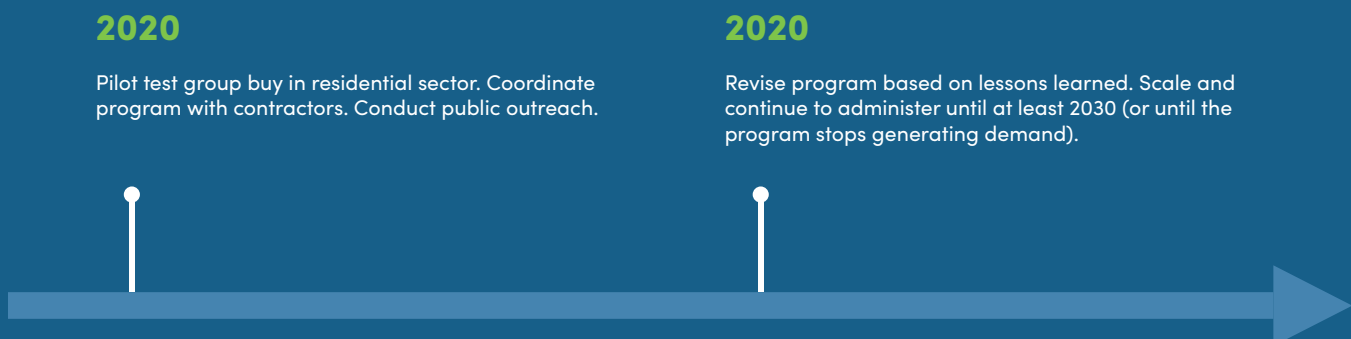 2020
Pilot test group buy in residential sector. Coordinate
program with contractors. Conduct public outreach.
2020
Revise program based on lessons learned. Scale and
continue to administer until at least 2030 (or until the
program stops generating demand).